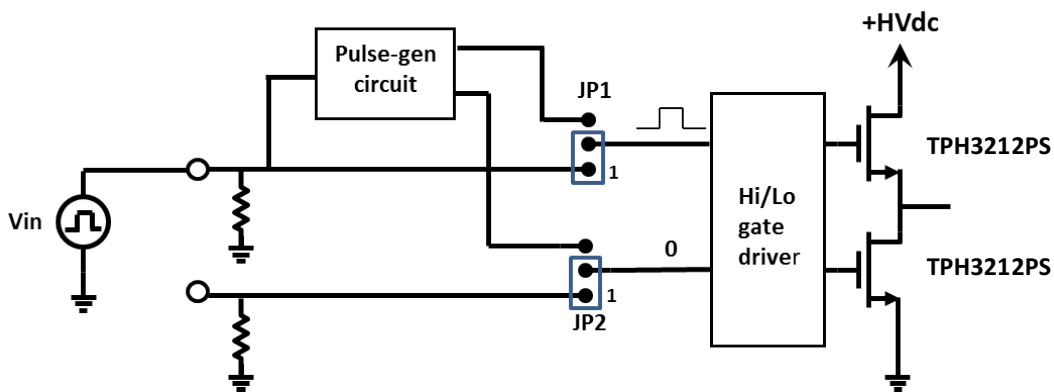 +HVdc
Pulse-gen
circuit
JP1
TPH3212PS
1
Vin
Hi/Lo
gate
driver
0
TPH3212PS
1
JP2